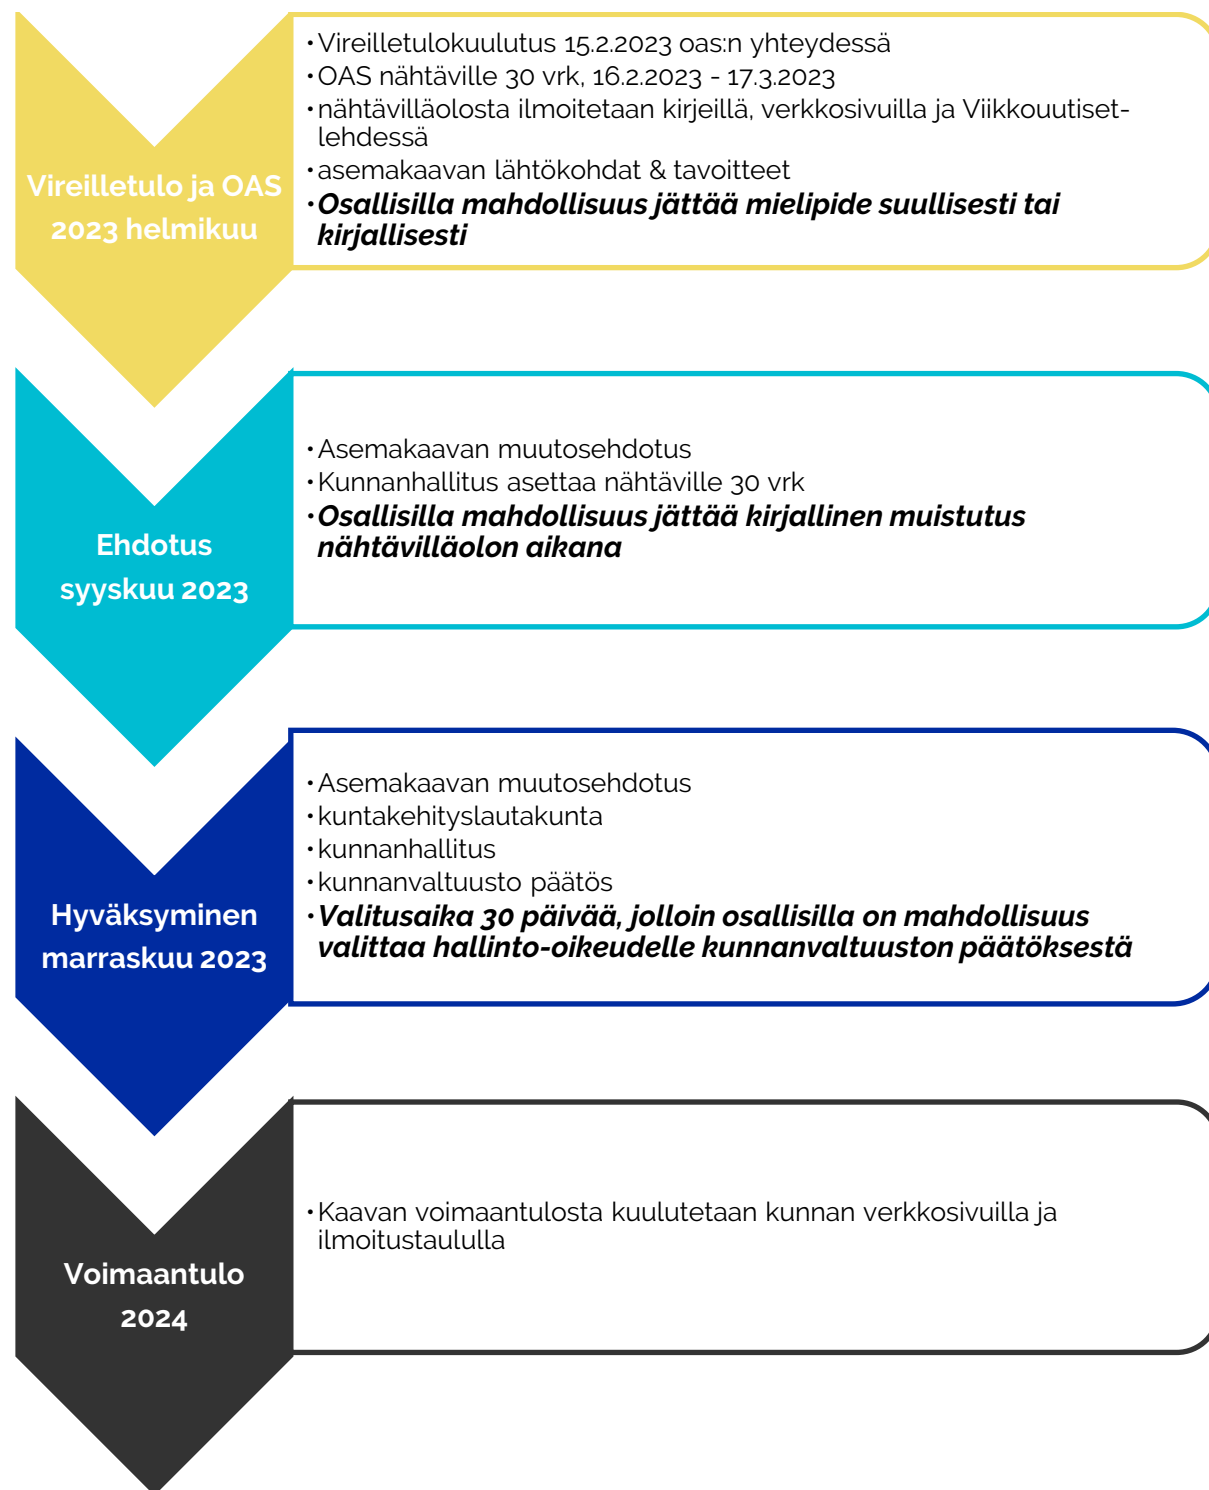 Vireilletulo ja OAS
2023 helmikuu
•Vireilletulokuulutus 15.2.2023 oas:n yhteydessä
•OAS nähtäville 30 vrk, 16.2.2023 - 17.3.2023
•nähtävilläolosta ilmoitetaan kirjeillä, verkkosivuilla ja Viikkouutiset-
lehdessä
•asemakaavan lähtökohdat & tavoitteet
•Osallisilla mahdollisuus jättää mielipide suullisesti tai
kirjallisesti
Ehdotus
syyskuu 2023
•Asemakaavan muutosehdotus
•Kunnanhallitus asettaa nähtäville 30 vrk
•Osallisilla mahdollisuus jättää kirjallinen muistutus
nähtävilläolon aikana
Hyväksyminen
marraskuu 2023
•Asemakaavan muutosehdotus
•kuntakehityslautakunta
•kunnanhallitus
•kunnanvaltuusto päätös
•Valitusaika 30 päivää, jolloin osallisilla on mahdollisuus
valittaa hallinto-oikeudelle kunnanvaltuuston päätöksestä
Voimaantulo
2024
•Kaavan voimaantulosta kuulutetaan kunnan verkkosivuilla ja
ilmoitustaululla